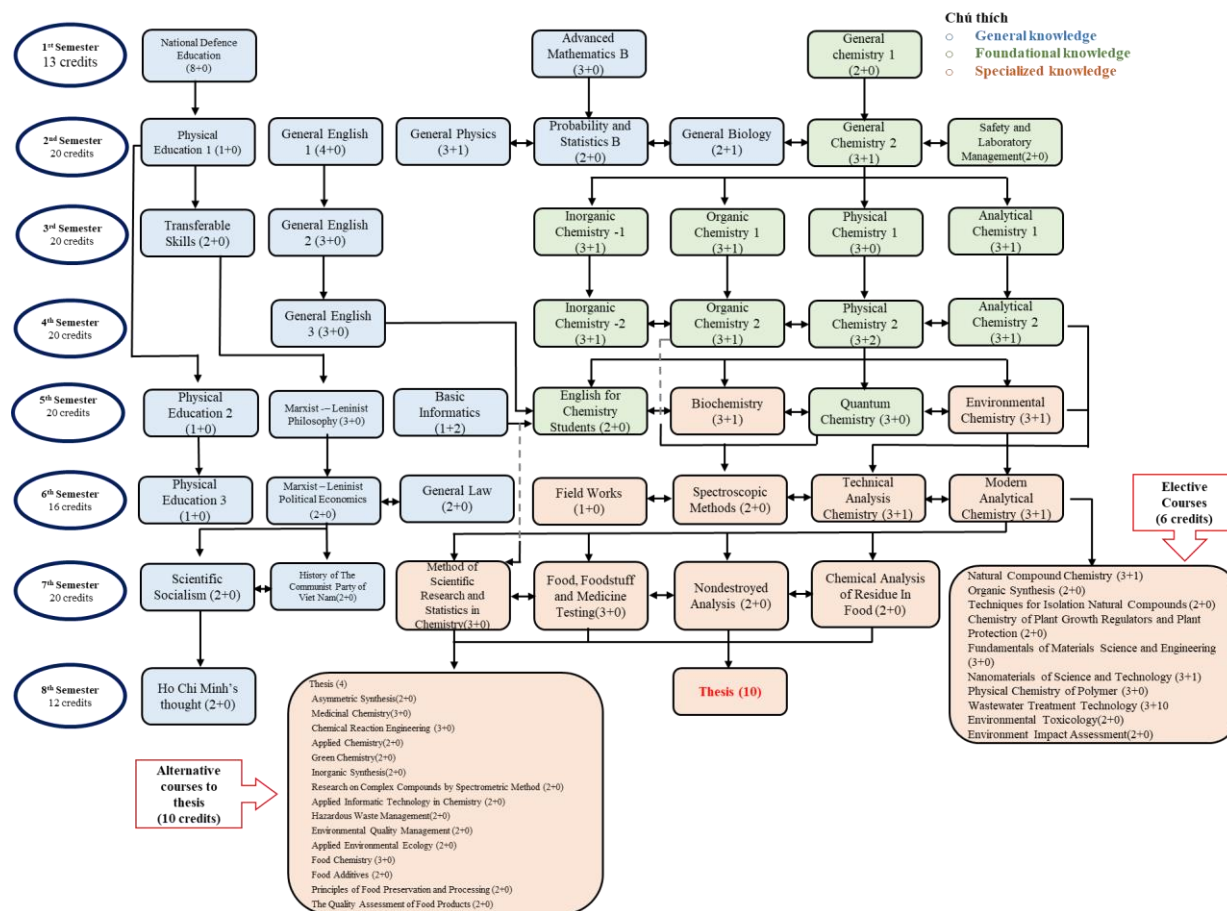 Chú thích
General knowledge
Foundational knowledge
Specialized knowledge
1st Semester
13 credits
National Defence
Education
(8+0)
Advanced
Mathematics B
(3+0)
General
chemistry 1
(2+0)
2nd Semester
20 credits
Physical
Education 1 (1+0)
General English
1 (4+0)
General Physics
(3+1)
Probability and
Statistics B
(2+0)
General Biology
(2+1)
General
Chemistry 2
(3+1)
Safety and
Laboratory
Management(2+0)
3rd Semester
20 credits
Transferable
Skills (2+0)
General English
2 (3+0)
Inorganic
Chemistry -1
(3+1)
Organic
Chemistry 1
(3+1)
Physical
Chemistry 1
(3+0)
Analytical
Chemistry 1
(3+1)
4th Semester
20 credits
General English
3 (3+0)
Inorganic
Chemistry -2
(3+1)
Organic
Chemistry 2
(3+1)
Physical
Chemistry 2
(3+2)
Analytical
Chemistry 2
(3+1)
5th Semester
20 credits
Physical
Education 2
(1+0)
Marxist –Leninist
Philosophy (3+0)
Basic
Informatics
(1+2)
English for
Chemistry
Students (2+0)
Biochemistry
(3+1)
Quantum
Chemistry (3+0)
Environmental
Chemistry (3+1)
6th Semester
16 credits
Physical
Education 3
(1+0)
Marxist – Leninist
Political Economics
(2+0)
General Law
(2+0)
Field Works
(1+0)
Spectroscopic
Methods (2+0)
Technical
Analysis
Chemistry (3+1)
Modern
Analytical
Chemistry (3+1)
Elective
Courses
(6 credits)
7th Semester
20 credits
Scientific
Socialism (2+0)
History of The
Communist Party of
Viet Nam(2+0)
Method of
Scientific
Research and
Statistics in
Chemistry(3+0)
Food, Foodstuff
and Medicine
Testing(3+0)
Nondestroyed
Analysis (2+0)
Chemical Analysis
of Residue In
Food (2+0)
Natural Compound Chemistry (3+1)
Organic Synthesis (2+0)
Techniques for Isolation Natural Compounds (2+0)
Chemistry of Plant Growth Regulators and Plant
Protection (2+0)
Fundamentals of Materials Science and Engineering
(3+0)
Nanomaterials of Science and Technology (3+1)
Physical Chemistry of Polymer (3+0)
Wastewater Treatment Technology (3+10
Environmental Toxicology(2+0)
Environment Impact Assessment(2+0)
8th Semester
12 credits
Ho Chi Minh's
thought (2+0)
Thesis (10)
Alternative
courses to
thesis
(10 credits)
Thesis (4)
Asymmetric Synthesis(2+0)
Medicinal Chemistry(3+0)
Chemical Reaction Engineering (3+0)
Applied Chemistry(2+0)
Green Chemistry(2+0)
Inorganic Synthesis(2+0)
Research on Complex Compounds by Spectrometric Method (2+0)
Applied Informatic Technology in Chemistry (2+0)
Hazardous Waste Management(2+0)
Environmental Quality Management (2+0)
Applied Environmental Ecology (2+0)
Food Chemistry (3+0)
Food Additives (2+0)
Principles of Food Preservation and Processing (2+0)
The Quality Assessment of Food Products (2+0)